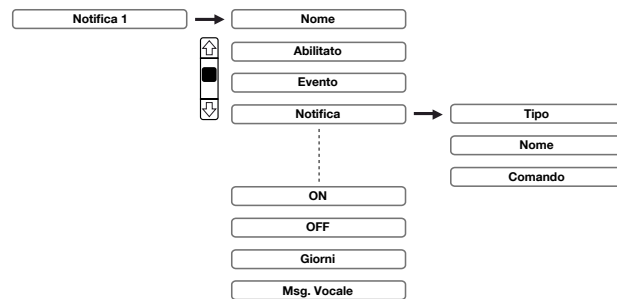 Notifica 1
Nome
Abilitato
Evento
Notifica
Tipo
Nome
Comando
ON
OFF
Giorni
Msg. Vocale